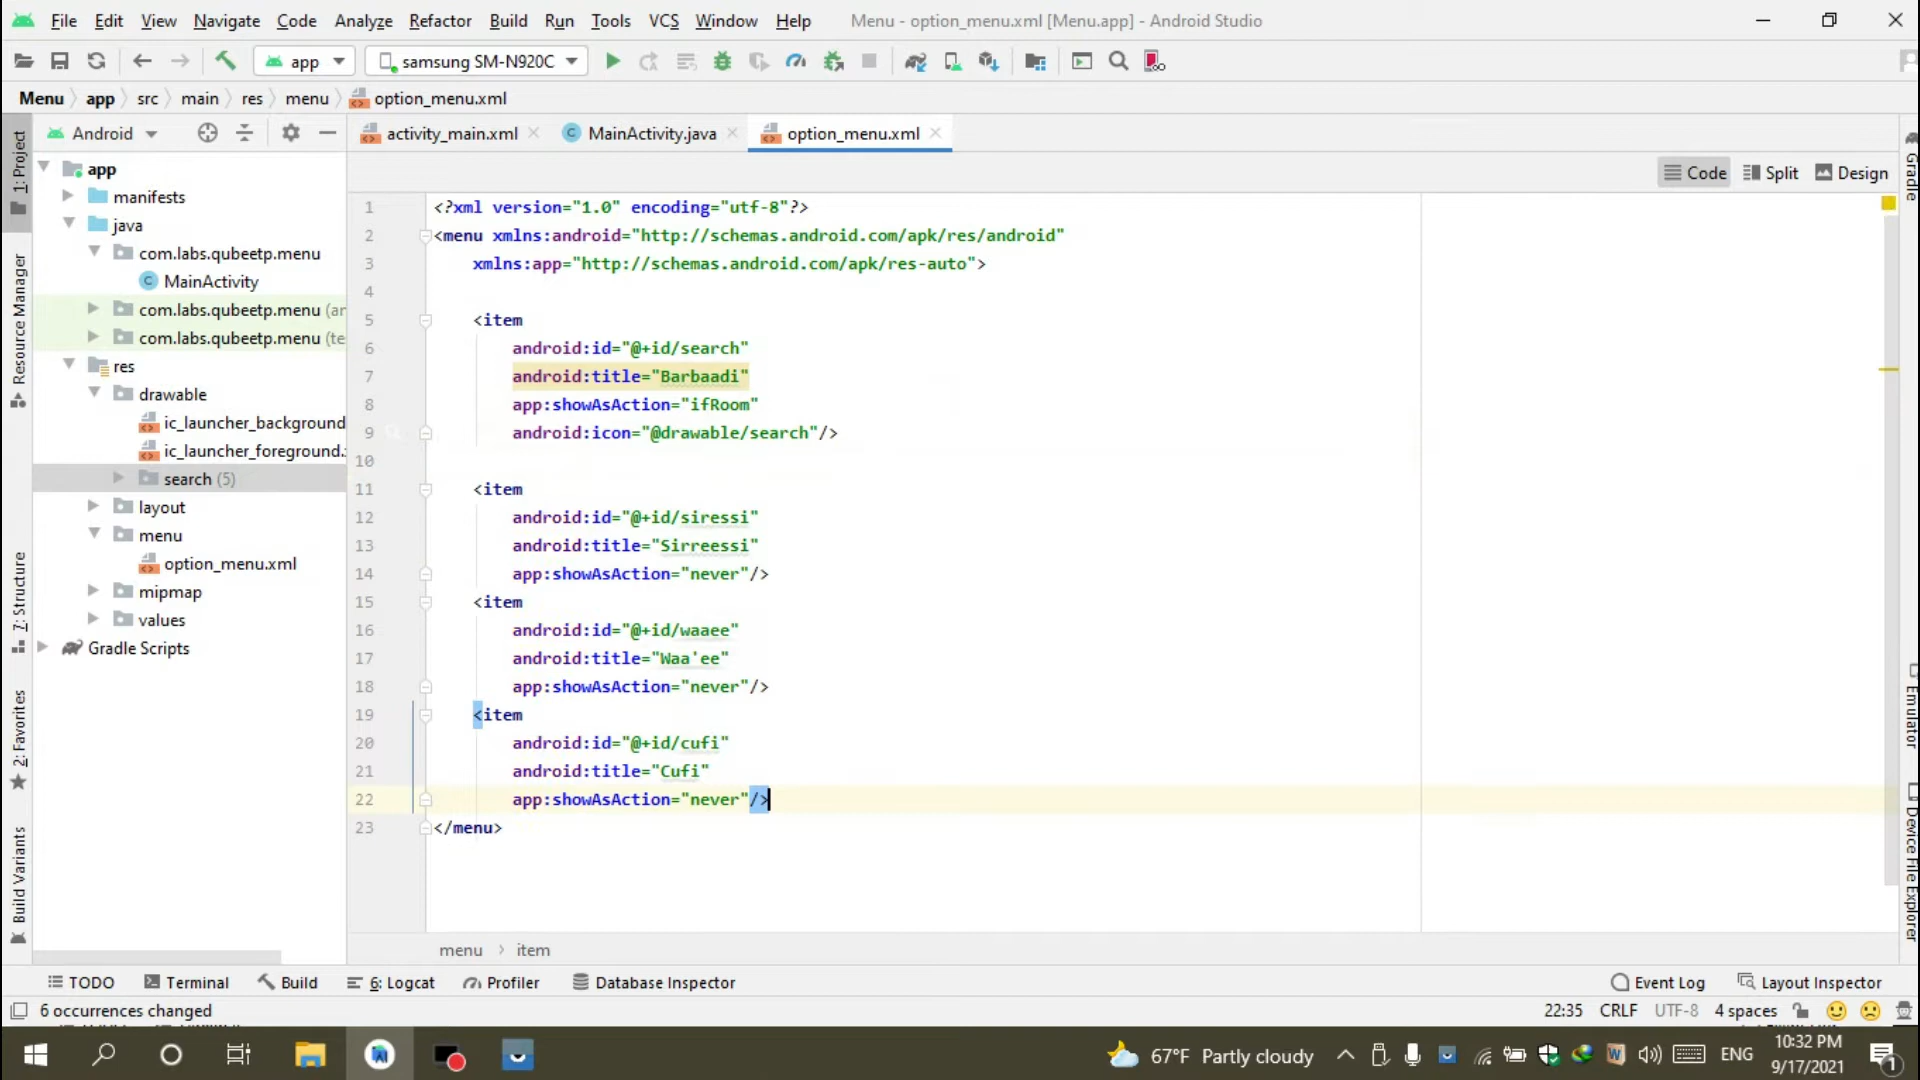 File Edit View Navigate Code Analyze Refactor Build Run Tools VCS Window Help Menu - option_menu.xml [Menu.app] - Android Studio
app samsung SM-N920C
Menu app src main res menu option_menu.xml
Android activity_main.xml MainActivity.java option_menu.xml
Code Split Design
1: Project
Resource Manager
7: Structure
2: Favorites
Build Variants
app
manifests
java
com.labs.qubeetp.menu
MainActivity
com.labs.qubeetp.menu (ar
com.labs.qubeetp.menu (te
res
drawable
ic_launcher_background
ic_launcher_foreground.
search (5)
layout
menu
option_menu.xml
mipmap
values
Gradle Scripts
1 <?xml version="1.0" encoding="utf-8"?>
2 <menu xmlns:android="http://schemas.android.com/apk/res/android"
3 xmlns:app="http://schemas.android.com/apk/res-auto">
4
5 <item
6 android:id="@+id/search"
7 android:title="Barbaadi"
8 app:showAsAction="ifRoom"
9 android:icon="@drawable/search"/>
10
11 <item
12 android:id="@+id/siressi"
13 android:title="Sirreessi"
14 app:showAsAction="never"/>
15 <item
16 android:id="@+id/waaee"
17 android:title="Waa'ee"
18 app:showAsAction="never"/>
19 <item
20 android:id="@+id/cufi"
21 android:title="Cufi"
22 app:showAsAction="never"/>
23 </menu>
Gradle
Emulator
Device File Explorer
menu item
TODO Terminal Build 6: Logcat Profiler Database Inspector Event Log Layout Inspector
6 occurrences changed 22:35 CRLF UTF-8 4 spaces
67°F Partly cloudy ENG 10:32 PM
9/17/2021 1